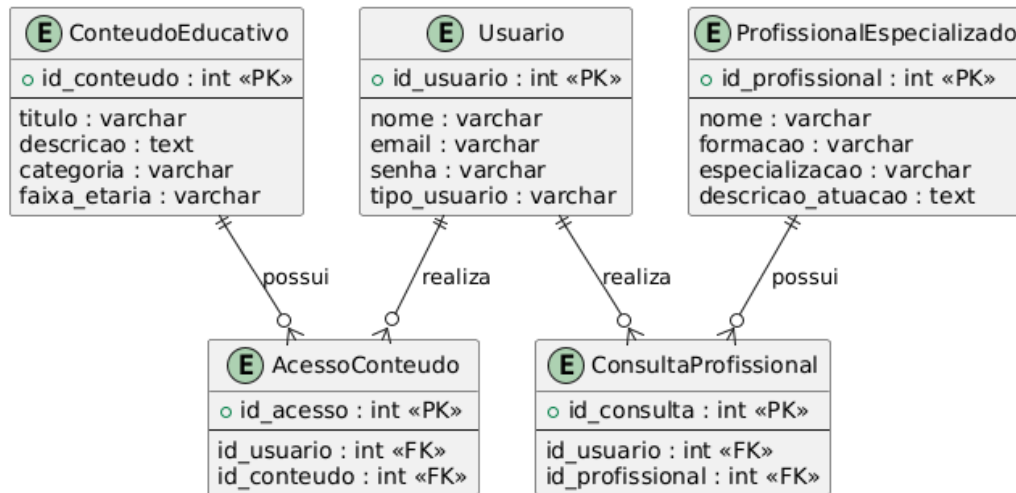 E ConteudoEducativo
id_conteudo : int «PK»
titulo : varchar
descricao : text
categoria : varchar
faixa_etaria : varchar
E Usuario
id_usuario : int «PK»
nome : varchar
email : varchar
senha : varchar
tipo_usuario : varchar
E ProfissionalEspecializado
id_profissional : int «PK»
nome : varchar
formacao : varchar
especializacao : varchar
descricao_atuacao : text
possui
realiza
realiza
possui
E AcessoConteudo
id_acesso : int «PK»
id_usuario : int «FK»
id_conteudo : int «FK»
E ConsultaProfissional
id_consulta : int «PK»
id_usuario : int «FK»
id_profissional : int «FK»